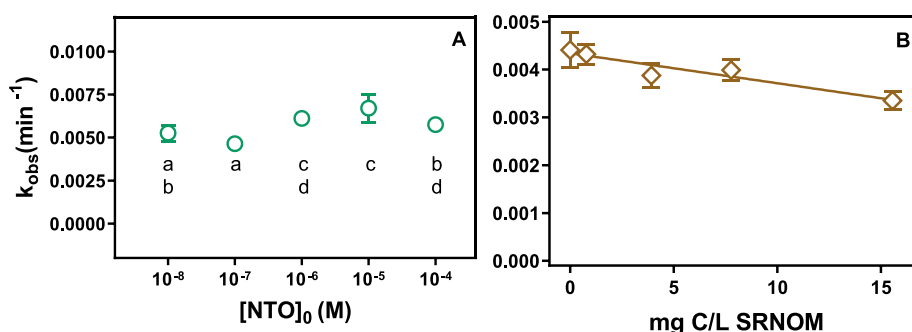 A
k_obs(min ⁻¹)
0.0100
0.0075
0.0050
0.0025
0.0000
a a c c b
b d d
10⁻⁸ 10⁻⁷ 10⁻⁶ 10⁻⁵ 10⁻⁴
[NTO]₀ (M)
B
0.005
0.004
0.003
0.002
0.001
0.000
0 5 10 15
mg C/L SRNOM